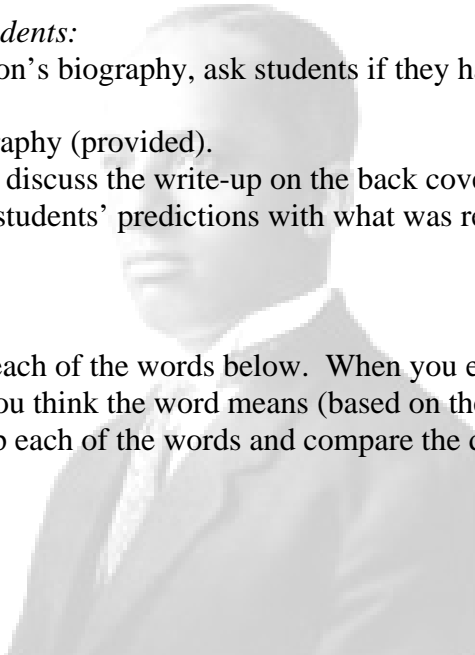 dents:
on’s biography, ask students if they h
aphy (provided).
discuss the write-up on the back cov
students’ predictions with what was r
each of the words below.  When you e
ou think the word means (based on the
p each of the words and compare the d